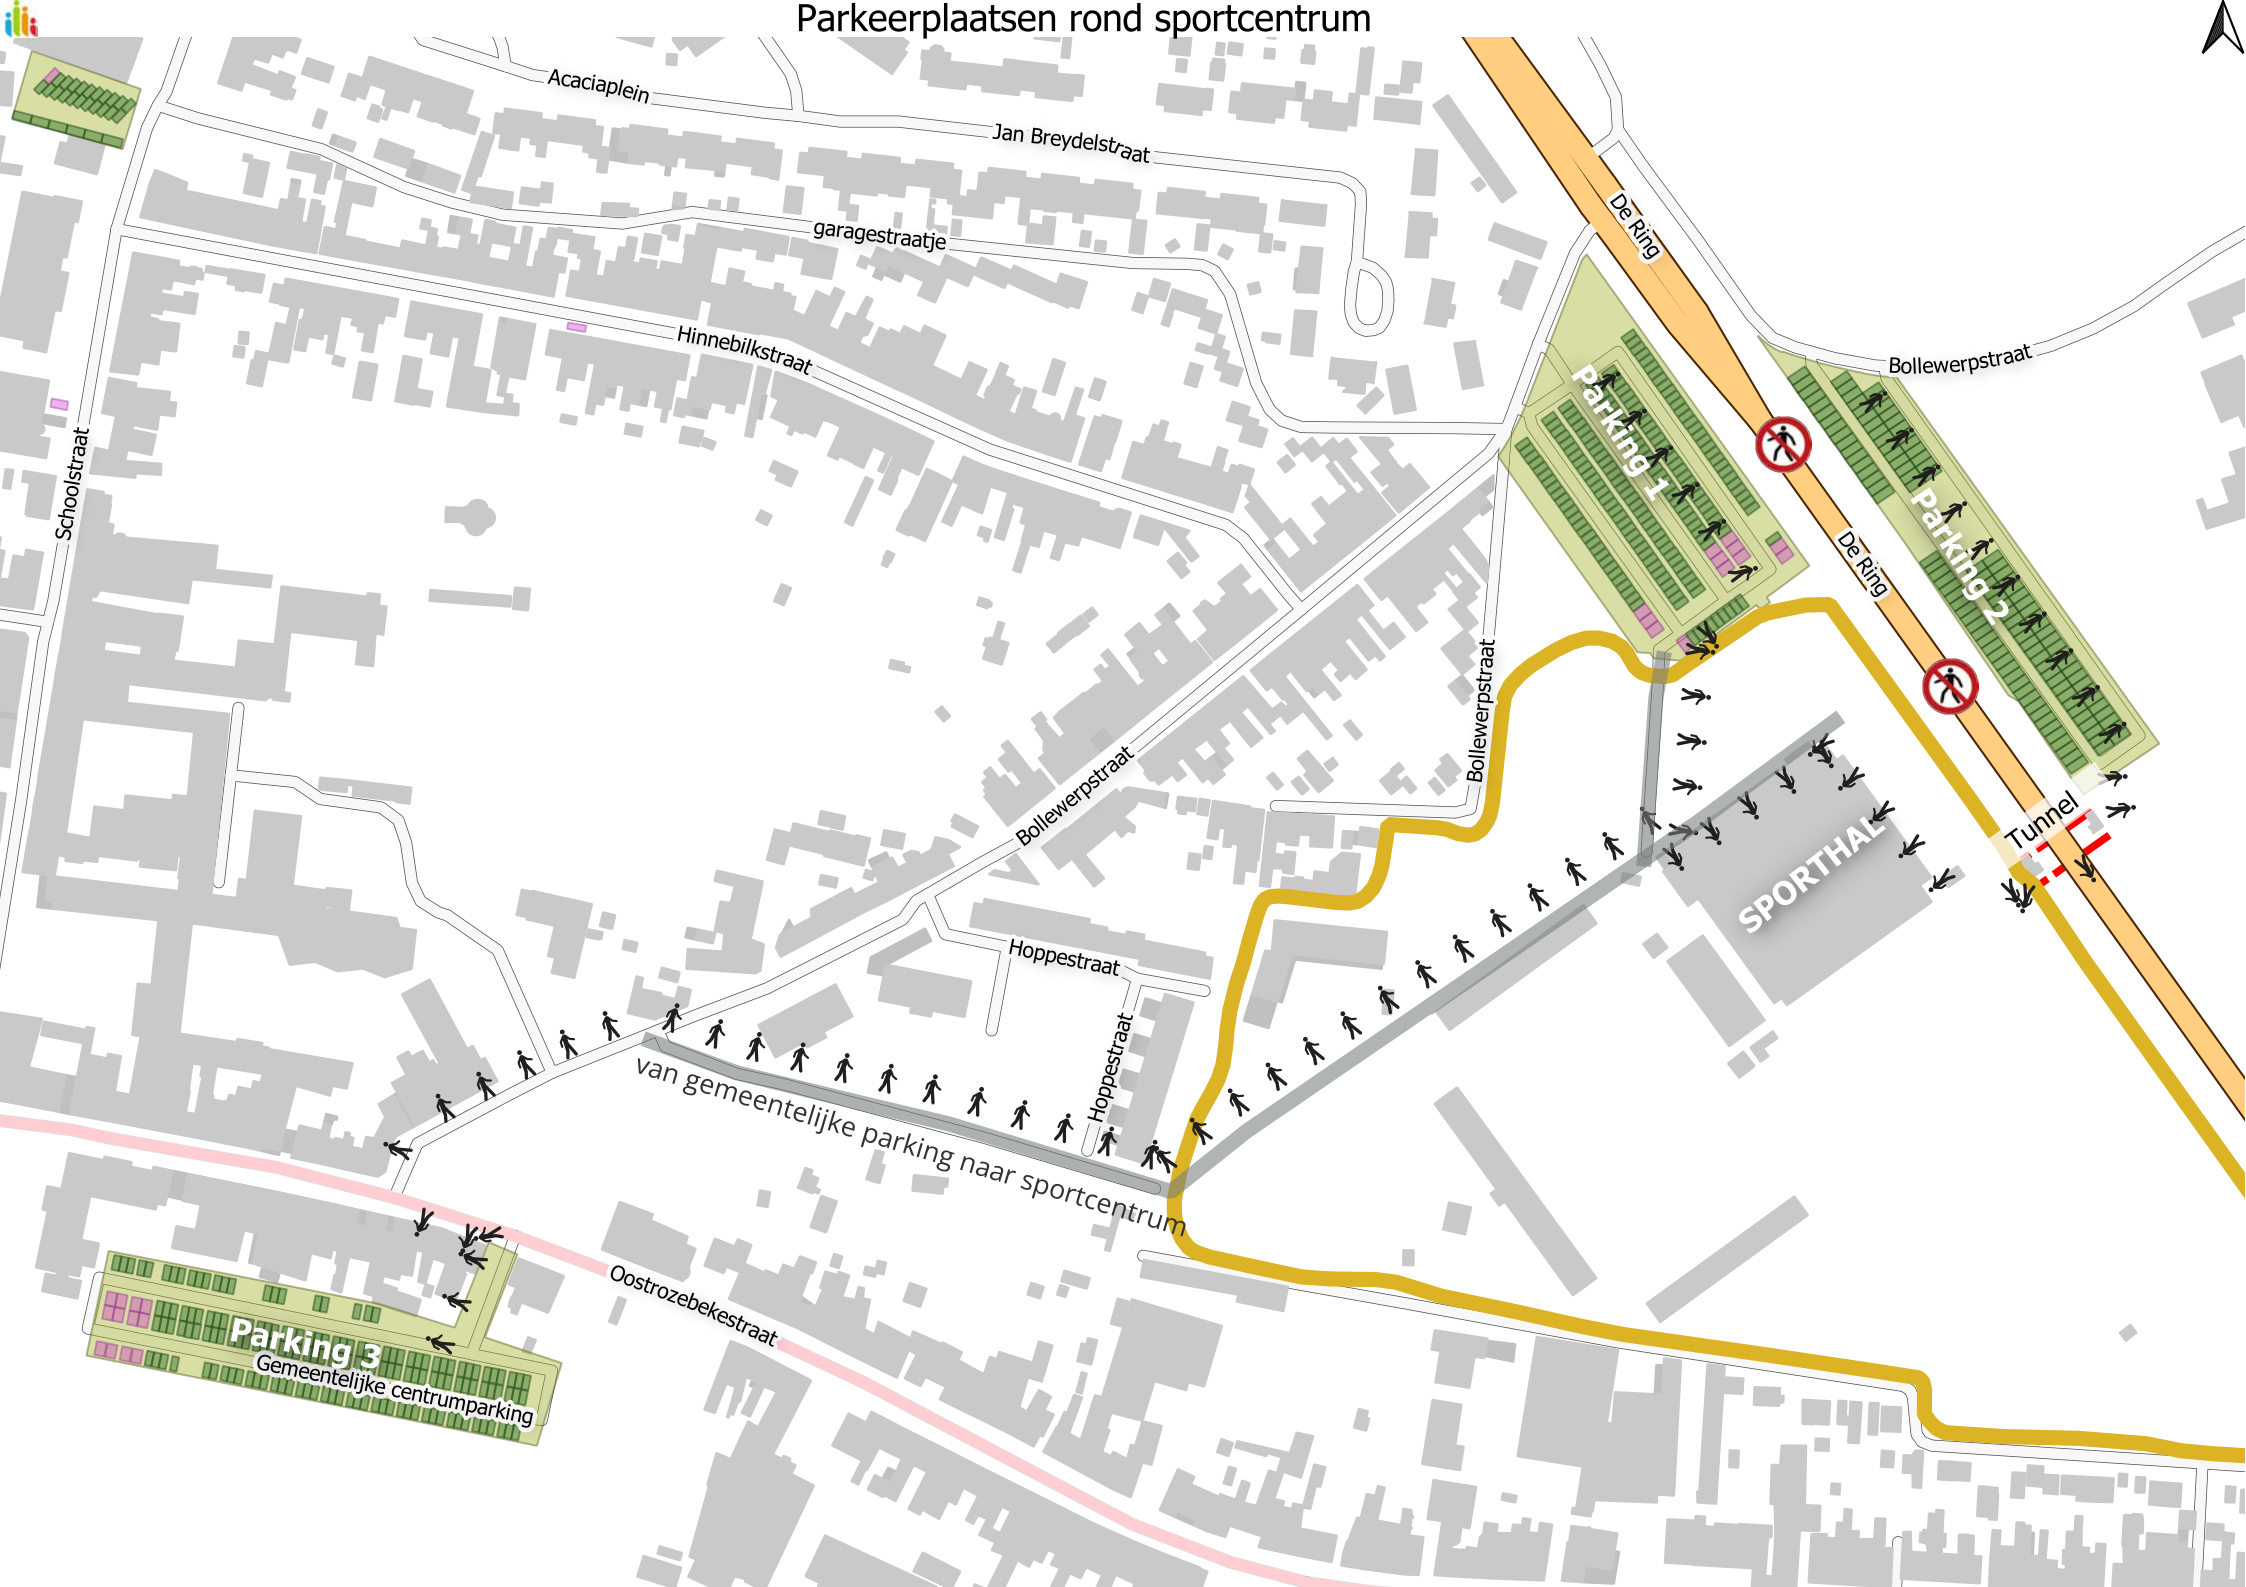 Parkeerplaatsen rond sportcentrum
Acaciaplein
Jan Breydelstraat
De Ring
garagestraatje
Hinnebilkstraat
Bollewerpstraat
Parking 1
Schoolstraat
Parking 2
De Ring
Bollewerpstraat
Bollewerpstraat
Tunnel
SPORTHAL
Hoppestraat
Hoppestraat
van gemeentelijke parking naar sportcentrum
Oostrozebekestraat
Parking 3
Gemeentelijke centrumparking